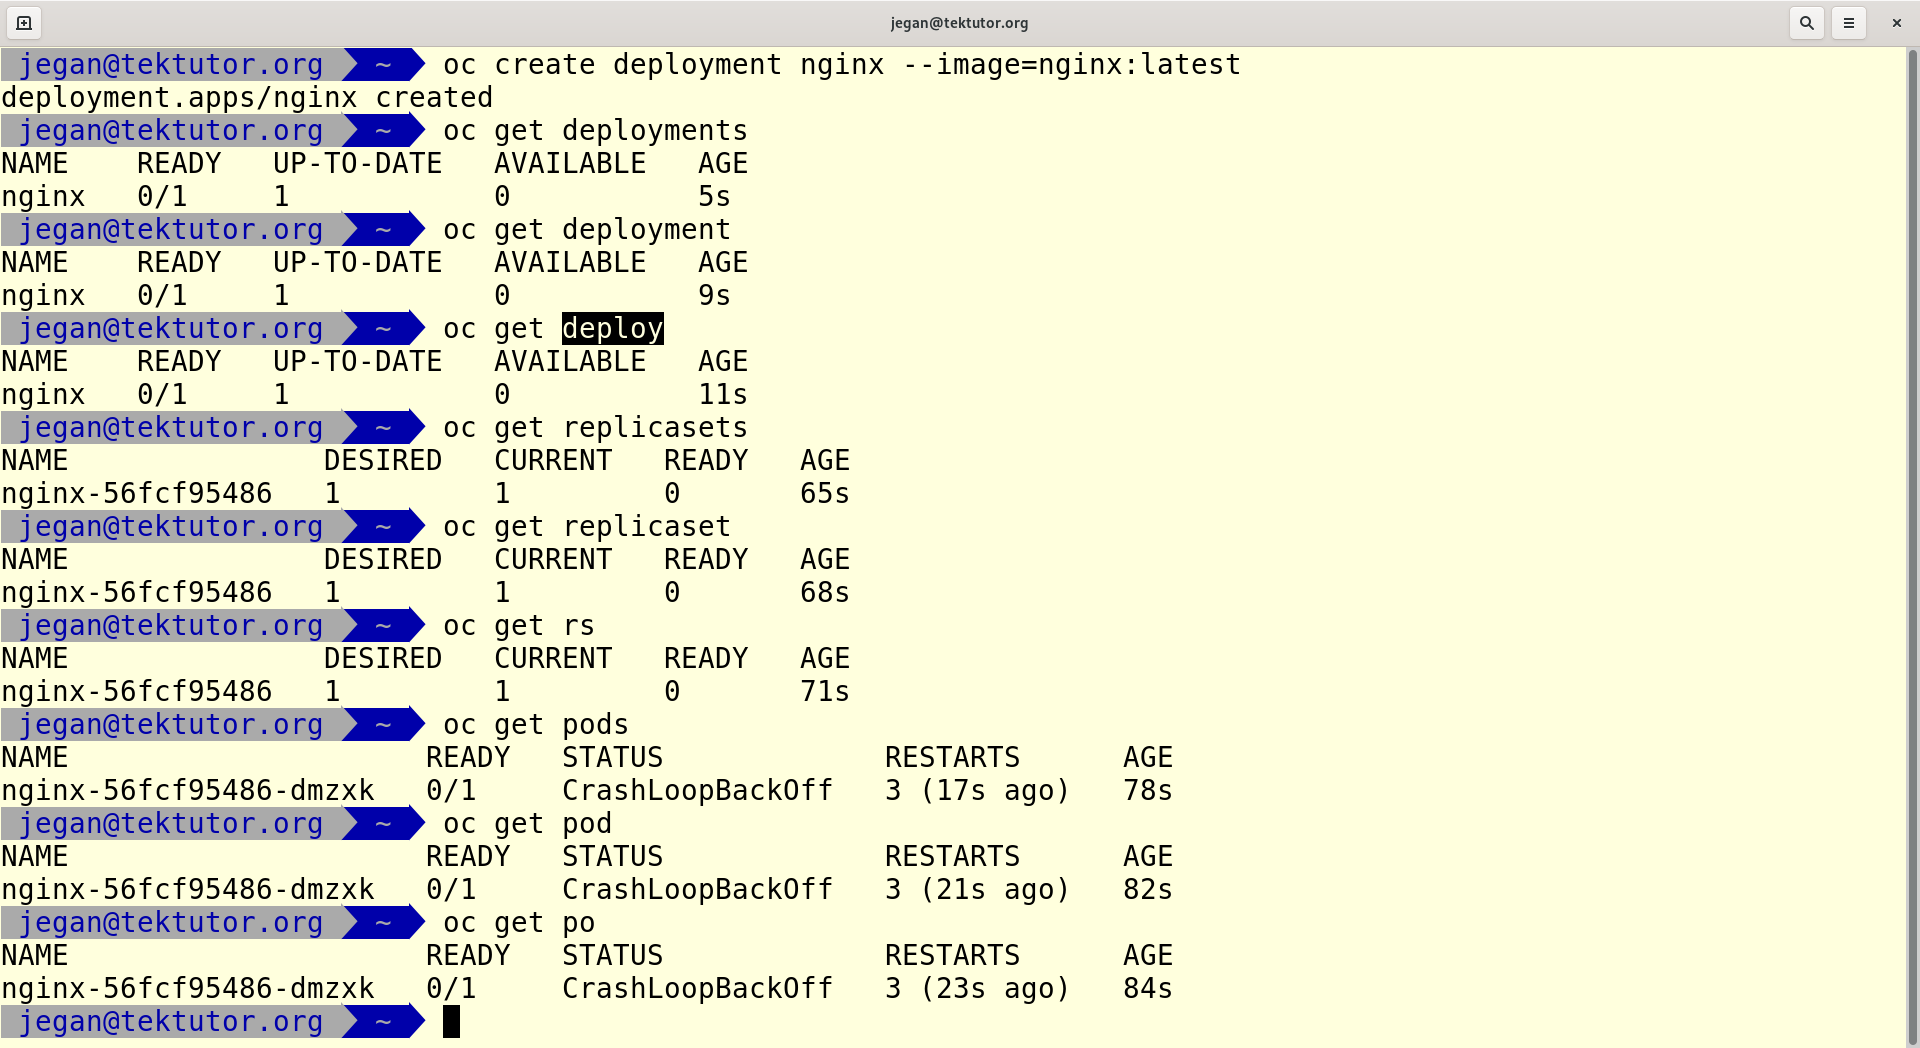 jegan@tektutor.org
jegan@tektutor.org ~ oc create deployment nginx --image=nginx:latest
deployment.apps/nginx created
jegan@tektutor.org ~ oc get deployments
NAME    READY   UP-TO-DATE   AVAILABLE   AGE
nginx   0/1     1            0           5s
jegan@tektutor.org ~ oc get deployment
NAME    READY   UP-TO-DATE   AVAILABLE   AGE
nginx   0/1     1            0           9s
jegan@tektutor.org ~ oc get deploy
NAME    READY   UP-TO-DATE   AVAILABLE   AGE
nginx   0/1     1            0           11s
jegan@tektutor.org ~ oc get replicasets
NAME               DESIRED   CURRENT   READY   AGE
nginx-56fcf95486   1         1         0       65s
jegan@tektutor.org ~ oc get replicaset
NAME               DESIRED   CURRENT   READY   AGE
nginx-56fcf95486   1         1         0       68s
jegan@tektutor.org ~ oc get rs
NAME               DESIRED   CURRENT   READY   AGE
nginx-56fcf95486   1         1         0       71s
jegan@tektutor.org ~ oc get pods
NAME                     READY   STATUS             RESTARTS      AGE
nginx-56fcf95486-dmzxk   0/1     CrashLoopBackOff   3 (17s ago)   78s
jegan@tektutor.org ~ oc get pod
NAME                     READY   STATUS             RESTARTS      AGE
nginx-56fcf95486-dmzxk   0/1     CrashLoopBackOff   3 (21s ago)   82s
jegan@tektutor.org ~ oc get po
NAME                     READY   STATUS             RESTARTS      AGE
nginx-56fcf95486-dmzxk   0/1     CrashLoopBackOff   3 (23s ago)   84s
jegan@tektutor.org ~